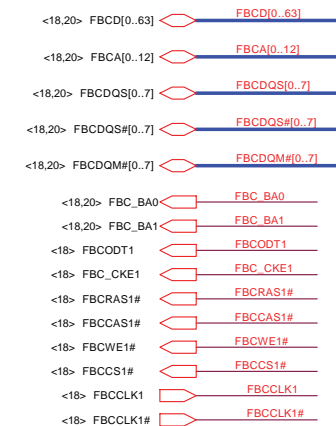 <18,20> FBCD[0..63] FBCD[0..63]
<18,20> FBCA[0..12] FBCA[0..12]
<18,20> FBCDQS[0..7] FBCDQS[0..7]
<18,20> FBCDQS#[0..7] FBCDQS#[0..7]
<18,20> FBCDQM#[0..7] FBCDQM#[0..7]
<18,20> FBC_BA0 FBC_BA0
<18,20> FBC_BA1 FBC_BA1
<18> FBCODT1 FBCODT1
<18> FBC_CKE1 FBC_CKE1
<18> FBCRAS1# FBCRAS1#
<18> FBCCAS1# FBCCAS1#
<18> FBCWE1# FBCWE1#
<18> FBCCS1# FBCCS1#
<18> FBCCLK1 FBCCLK1
<18> FBCCLK1# FBCCLK1#